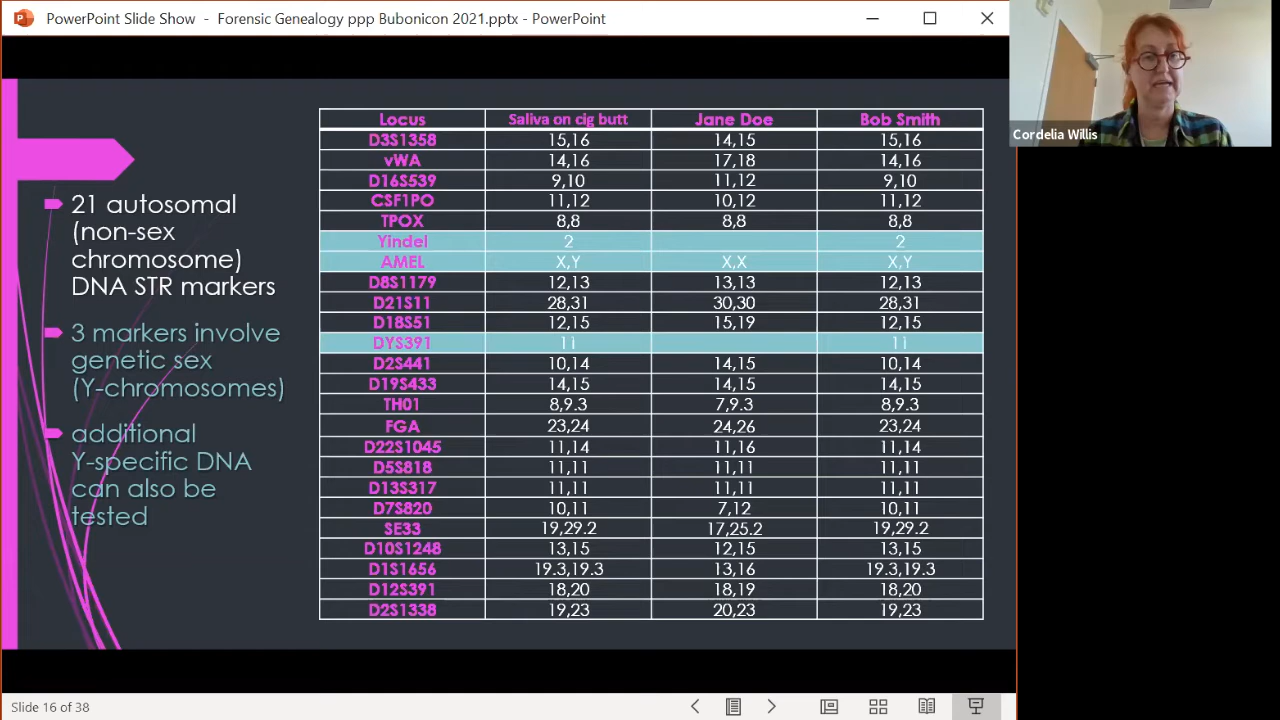 PowerPoint Slide Show - Forensic Genealogy ppp Bubonicon 2021.pptx - PowerPoint
Cordelia Willis
21 autosomal
(non-sex
chromosome)
DNA STR markers
3 markers involve
genetic sex
(Y-chromosomes)
additional
Y-specific DNA
can also be
tested
Locus Saliva on cig butt Jane Doe Bob Smith
D3S1358 15,16 14,15 15,16
vWA 14,16 17,18 14,16
D16S539 9,10 11,12 9,10
CSF1PO 11,12 10,12 11,12
TPOX 8,8 8,8 8,8
Yindel 2 2
AMEL X,Y X,X X,Y
D8S1179 12,13 13,13 12,13
D21S11 28,31 30,30 28,31
D18S51 12,15 15,19 12,15
DYS391 11 11
D2S441 10,14 14,15 10,14
D19S433 14,15 14,15 14,15
TH01 8,9.3 7,9.3 8,9.3
FGA 23,24 24,26 23,24
D22S1045 11,14 11,16 11,14
D5S818 11,11 11,11 11,11
D13S317 11,11 11,11 11,11
D7S820 10,11 7,12 10,11
SE33 19,29.2 17,25.2 19,29.2
D10S1248 13,15 12,15 13,15
D1S1656 19.3,19.3 13,16 19.3,19.3
D12S391 18,20 18,19 18,20
D2S1338 19,23 20,23 19,23
Slide 16 of 38